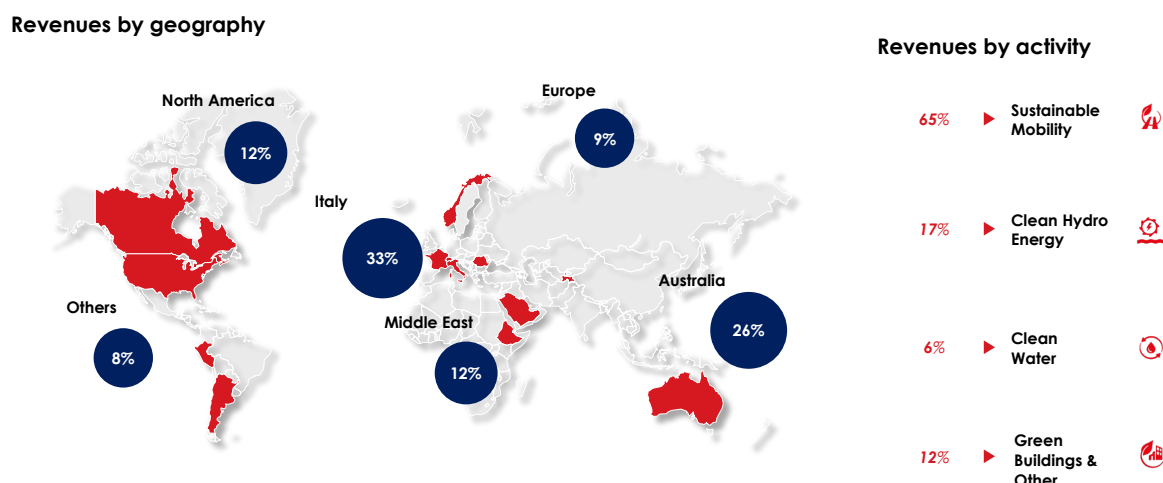 Revenues by geography
Revenues by activity
North America
12%
Europe
9%
Italy
33%
Australia
26%
Others
8%
Middle East
12%
65%
Sustainable
Mobility
17%
Clean Hydro
Energy
6%
Clean
Water
12%
Green
Buildings &
Other